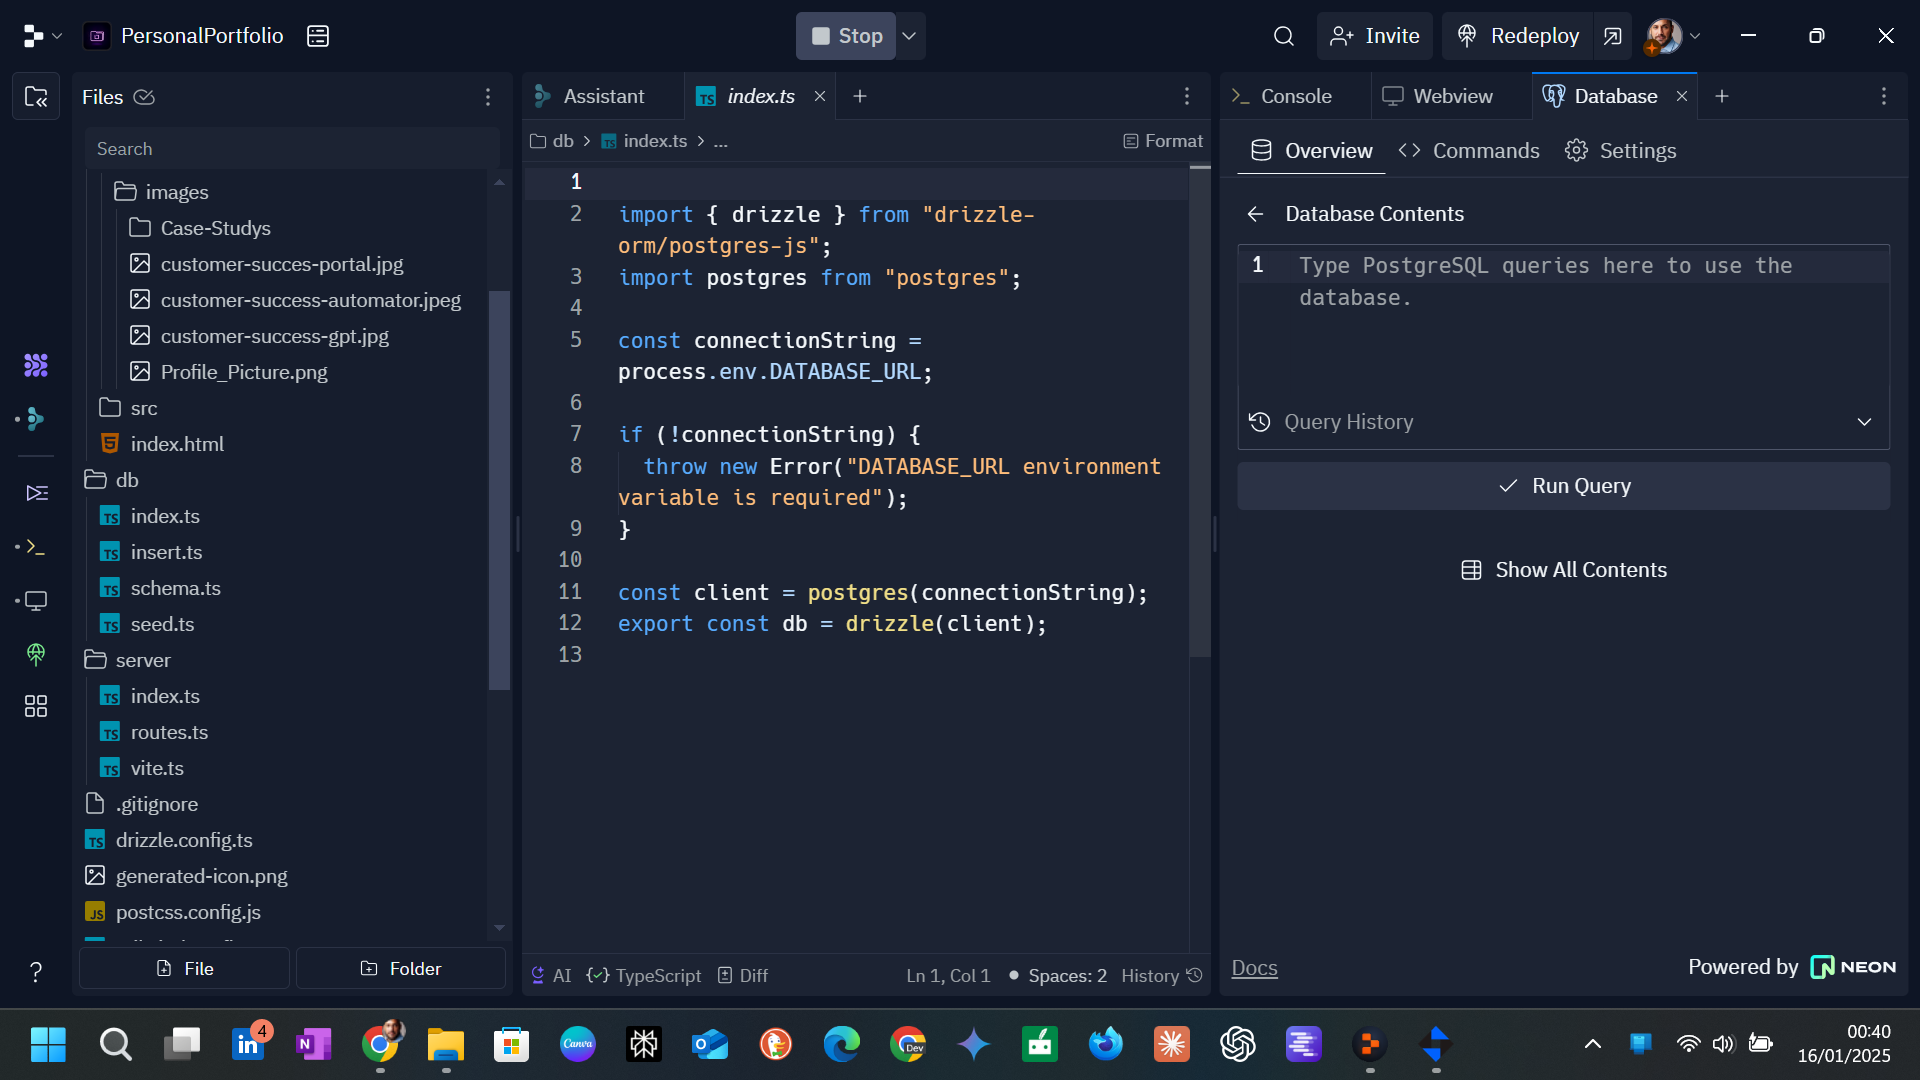 PersonalPortfolio
Stop
Invite
Redeploy
Files
Search
images
Case-Studys
customer-succes-portal.jpg
customer-success-automator.jpeg
customer-success-gpt.jpg
Profile_Picture.png
src
index.html
db
index.ts
insert.ts
schema.ts
seed.ts
server
index.ts
routes.ts
vite.ts
.gitignore
drizzle.config.ts
generated-icon.png
postcss.config.js
File Folder
Assistant index.ts
db > index.ts > ... Format
1
2 import { drizzle } from "drizzle-
orm/postgres-js";
3 import postgres from "postgres";
4
5 const connectionString =
process.env.DATABASE_URL;
6
7 if (!connectionString) {
8 throw new Error("DATABASE_URL environment
variable is required");
9 }
10
11 const client = postgres(connectionString);
12 export const db = drizzle(client);
13
AI TypeScript Diff Ln 1, Col 1 Spaces: 2 History
Console Webview Database
Overview Commands Settings
Database Contents
1 Type PostgreSQL queries here to use the
database.
Query History
Run Query
Show All Contents
Docs Powered by NEON
4
Canva
Dev
00:40
16/01/2025